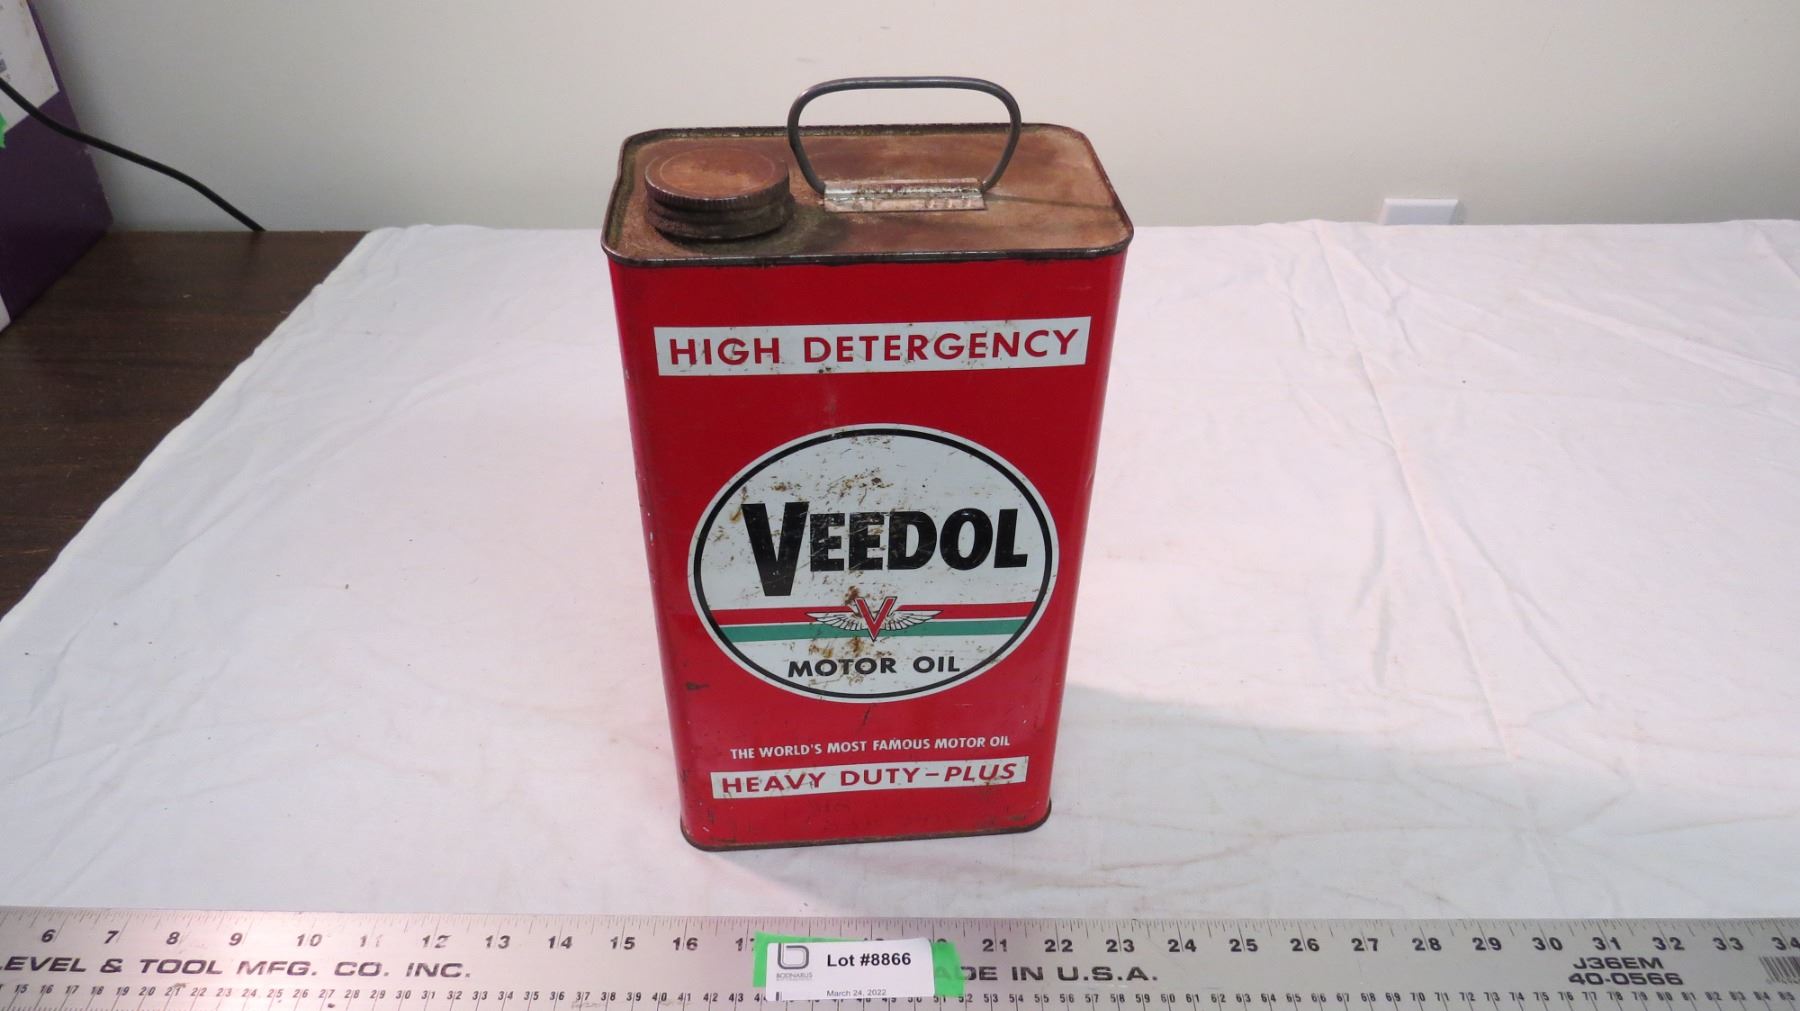 HIGH DETERGENCY
VEEDOL
V
MOTOR OIL
THE WORLD'S MOST FAMOUS MOTOR OIL
HEAVY DUTY-PLUS
6 7 8 9 10 11 12 13 14 15 16 21 22 23 24 25 26 27 28 29 30 31 32 33 34
LEVEL & TOOL MFG. CO. INC.
IN U.S.A.
J36EM
40-0566
BODNARUS
Lot #8866
March 24, 2022